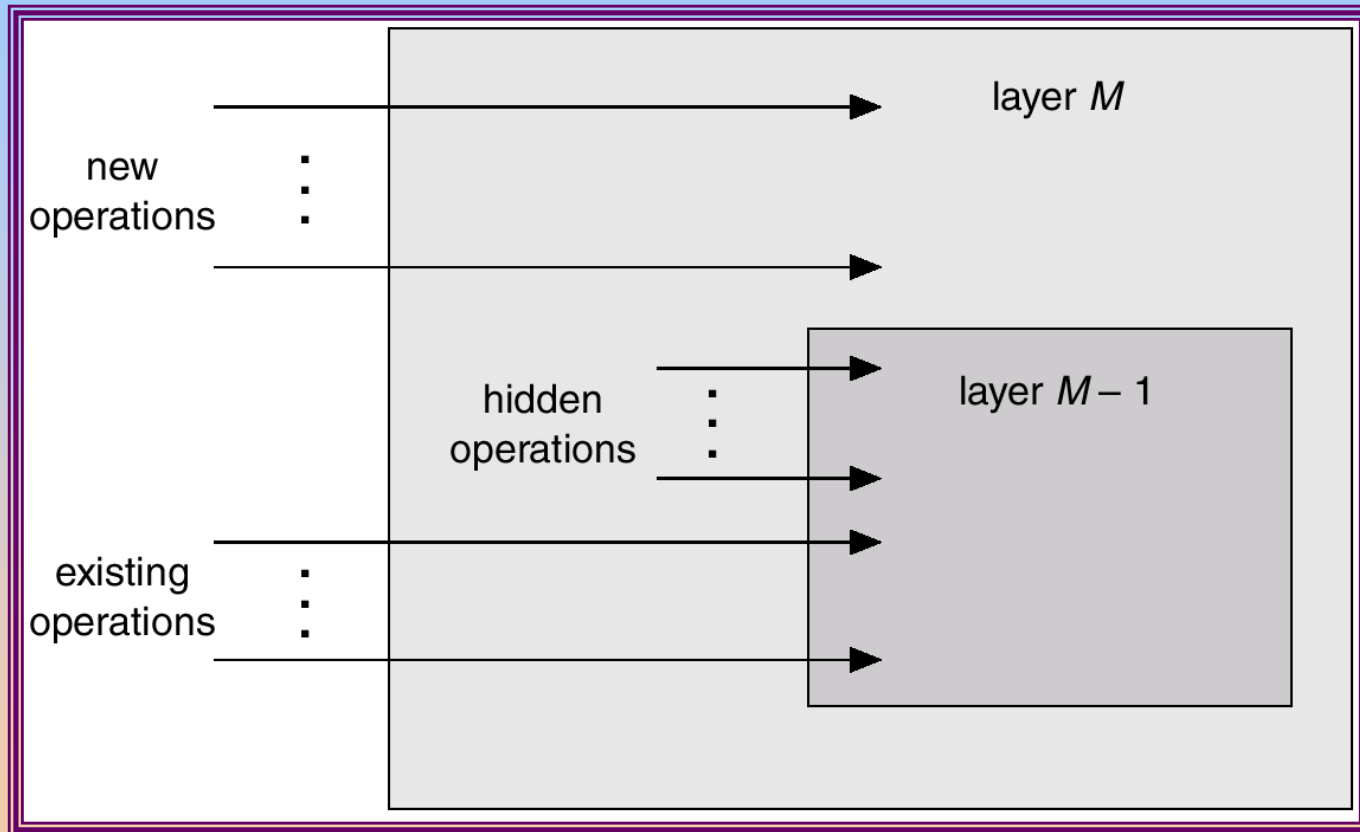 layer M
new
operations
hidden
operations
layer M – 1
existing
operations